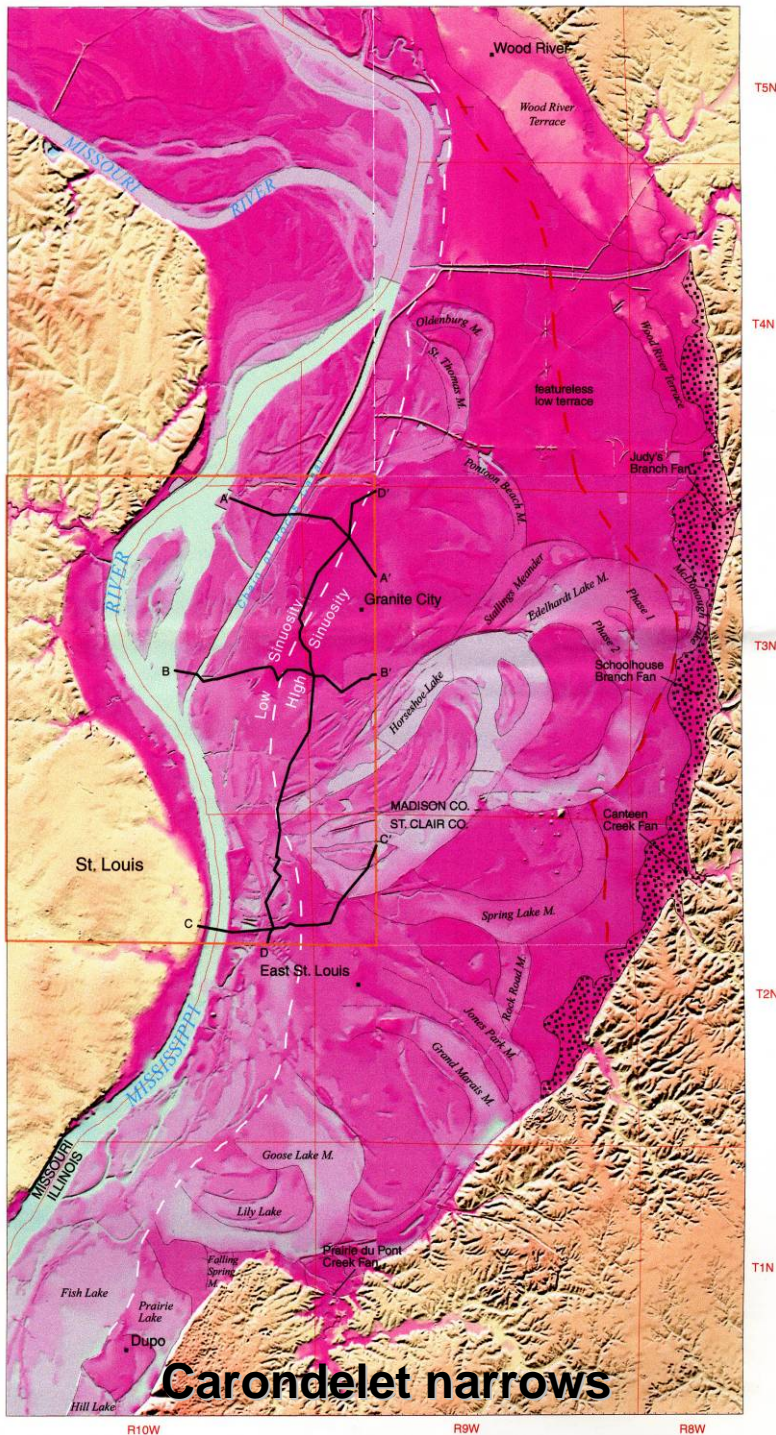 Wood River
T5N
Wood River
Terrace
MISSOURI
RIVER
T4N
Oldenburg M.
St. Thomas M.
Wood River Terrace
featureless
low terrace
Judy's
Branch Fan
Pontoon Beach M.
A
D'
RIVER
A'
Stallings Meander
Edelhardt Lake M.
McDonough Lake
Granite City
Phase 1
Phase 2
Low Sinuosity
High Sinuosity
T3N
Schoolhouse
Branch Fan
B
B'
Horseshoe Lake
MADISON CO.
ST. CLAIR CO.
Canteen
Creek Fan
C'
St. Louis
Spring Lake M.
C
D
East St. Louis
Rock Road M.
T2N
Jones Park M.
Grand Marais M.
MISSISSIPPI
MISSOURI
ILLINOIS
Goose Lake M.
Lily Lake
Prairie du Pont
Creek Fan
Falling
Spring
M.
T1N
Fish Lake
Prairie
Lake
Dupo
Carondelet narrows
Hill Lake
R10W
R9W
R8W